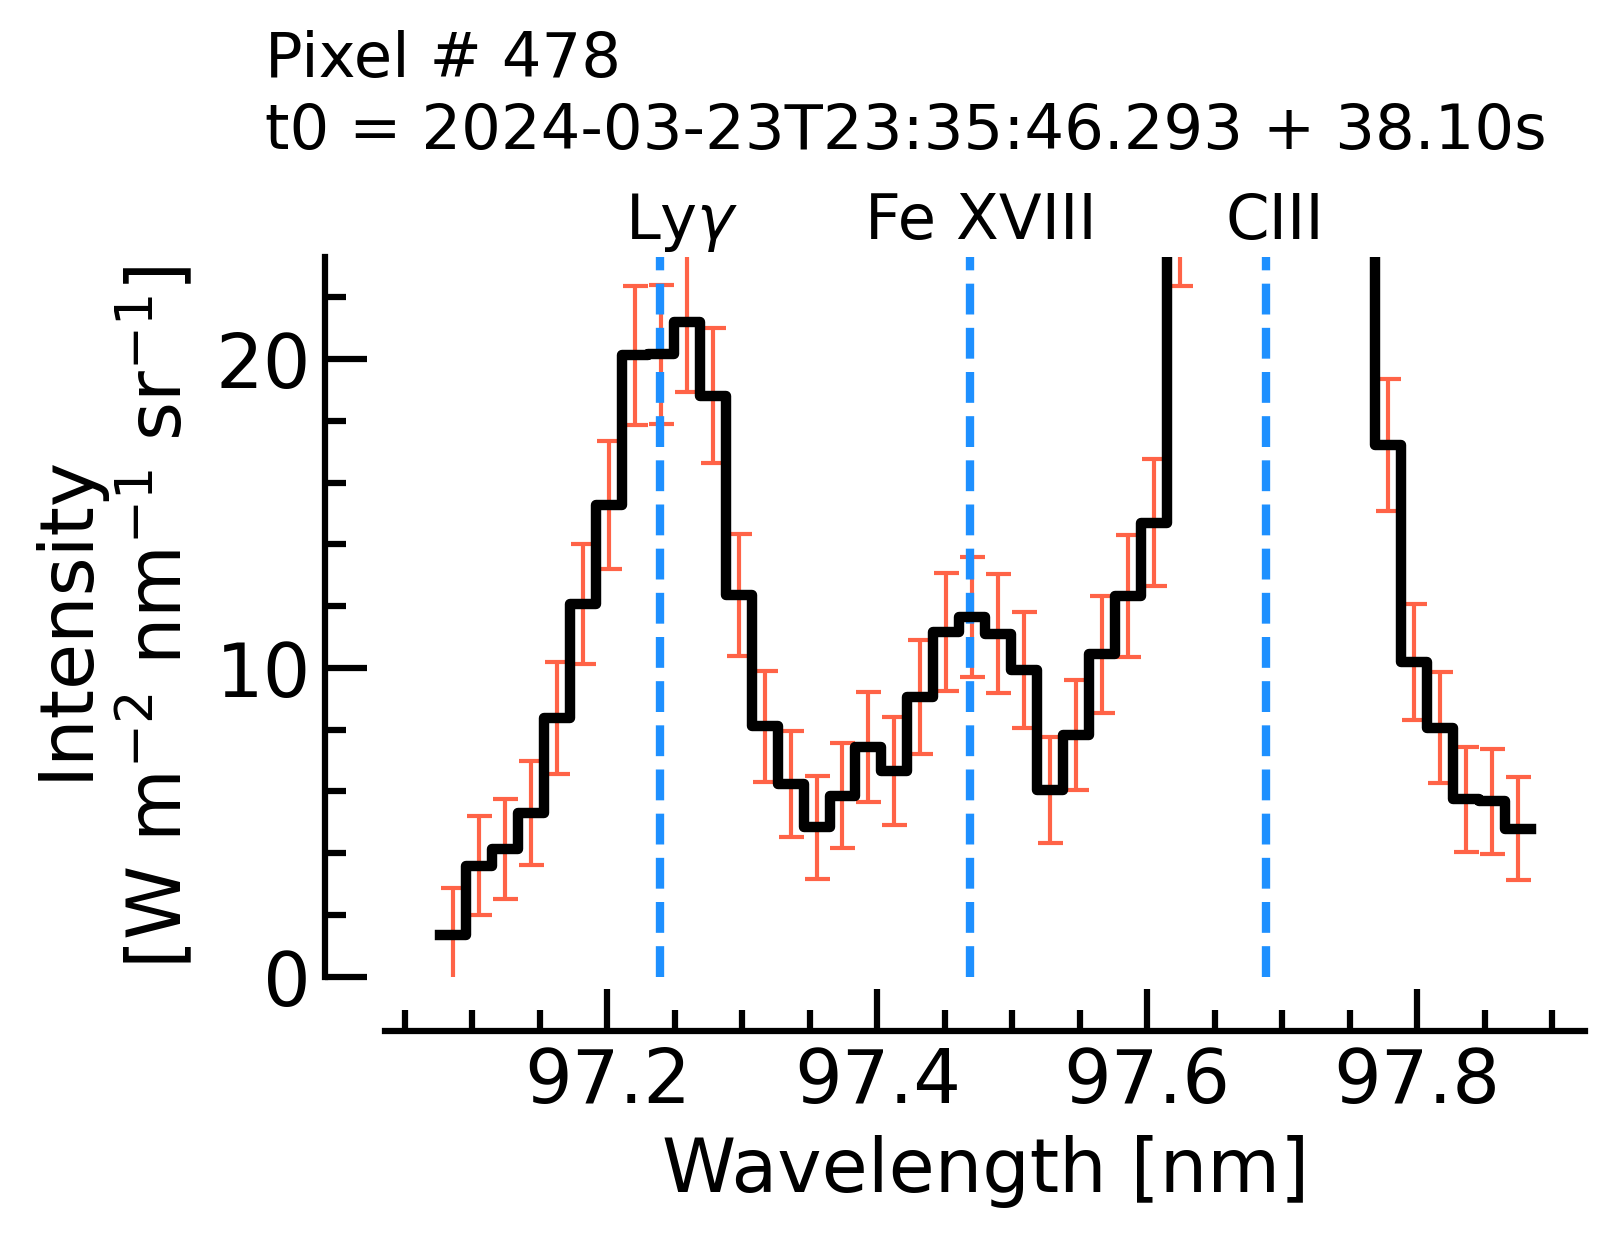 Pixel # 478
t0 = 2024-03-23T23:35:46.293 + 38.10s
Lyγ Fe XVIII CIII
Intensity
[W m⁻² nm⁻¹ sr⁻¹]
20
10
0
97.2 97.4 97.6 97.8
Wavelength [nm]